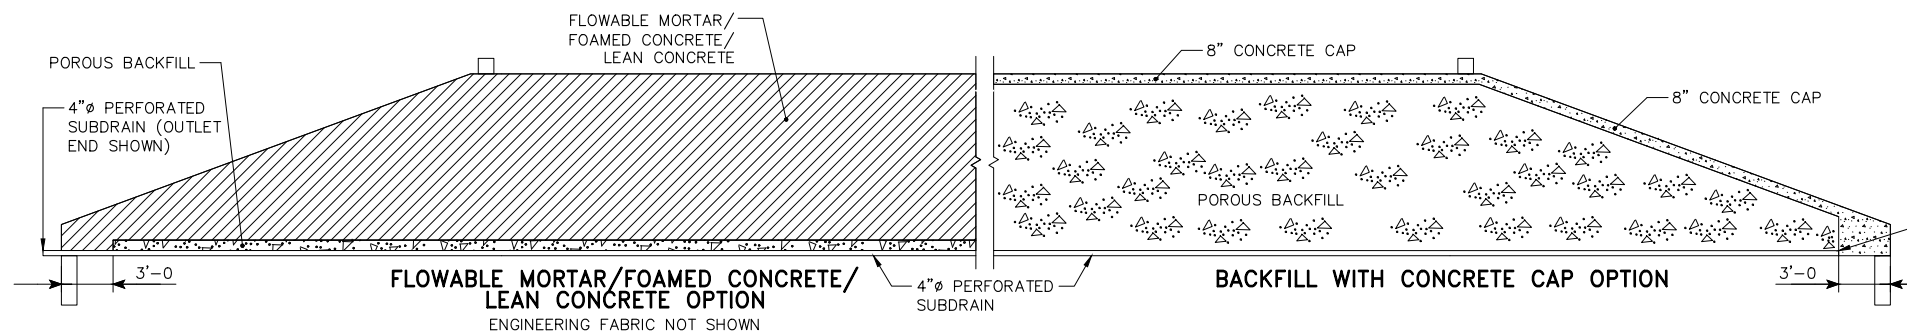 FLOWABLE MORTAR/
FOAMED CONCRETE/
LEAN CONCRETE
POROUS BACKFILL
4"ø PERFORATED
SUBDRAIN (OUTLET
END SHOWN)
8" CONCRETE CAP
8" CONCRETE CAP
POROUS BACKFILL
3'-0
FLOWABLE MORTAR/FOAMED CONCRETE/
LEAN CONCRETE OPTION
ENGINEERING FABRIC NOT SHOWN
4"ø PERFORATED
SUBDRAIN
BACKFILL WITH CONCRETE CAP OPTION
3'-0